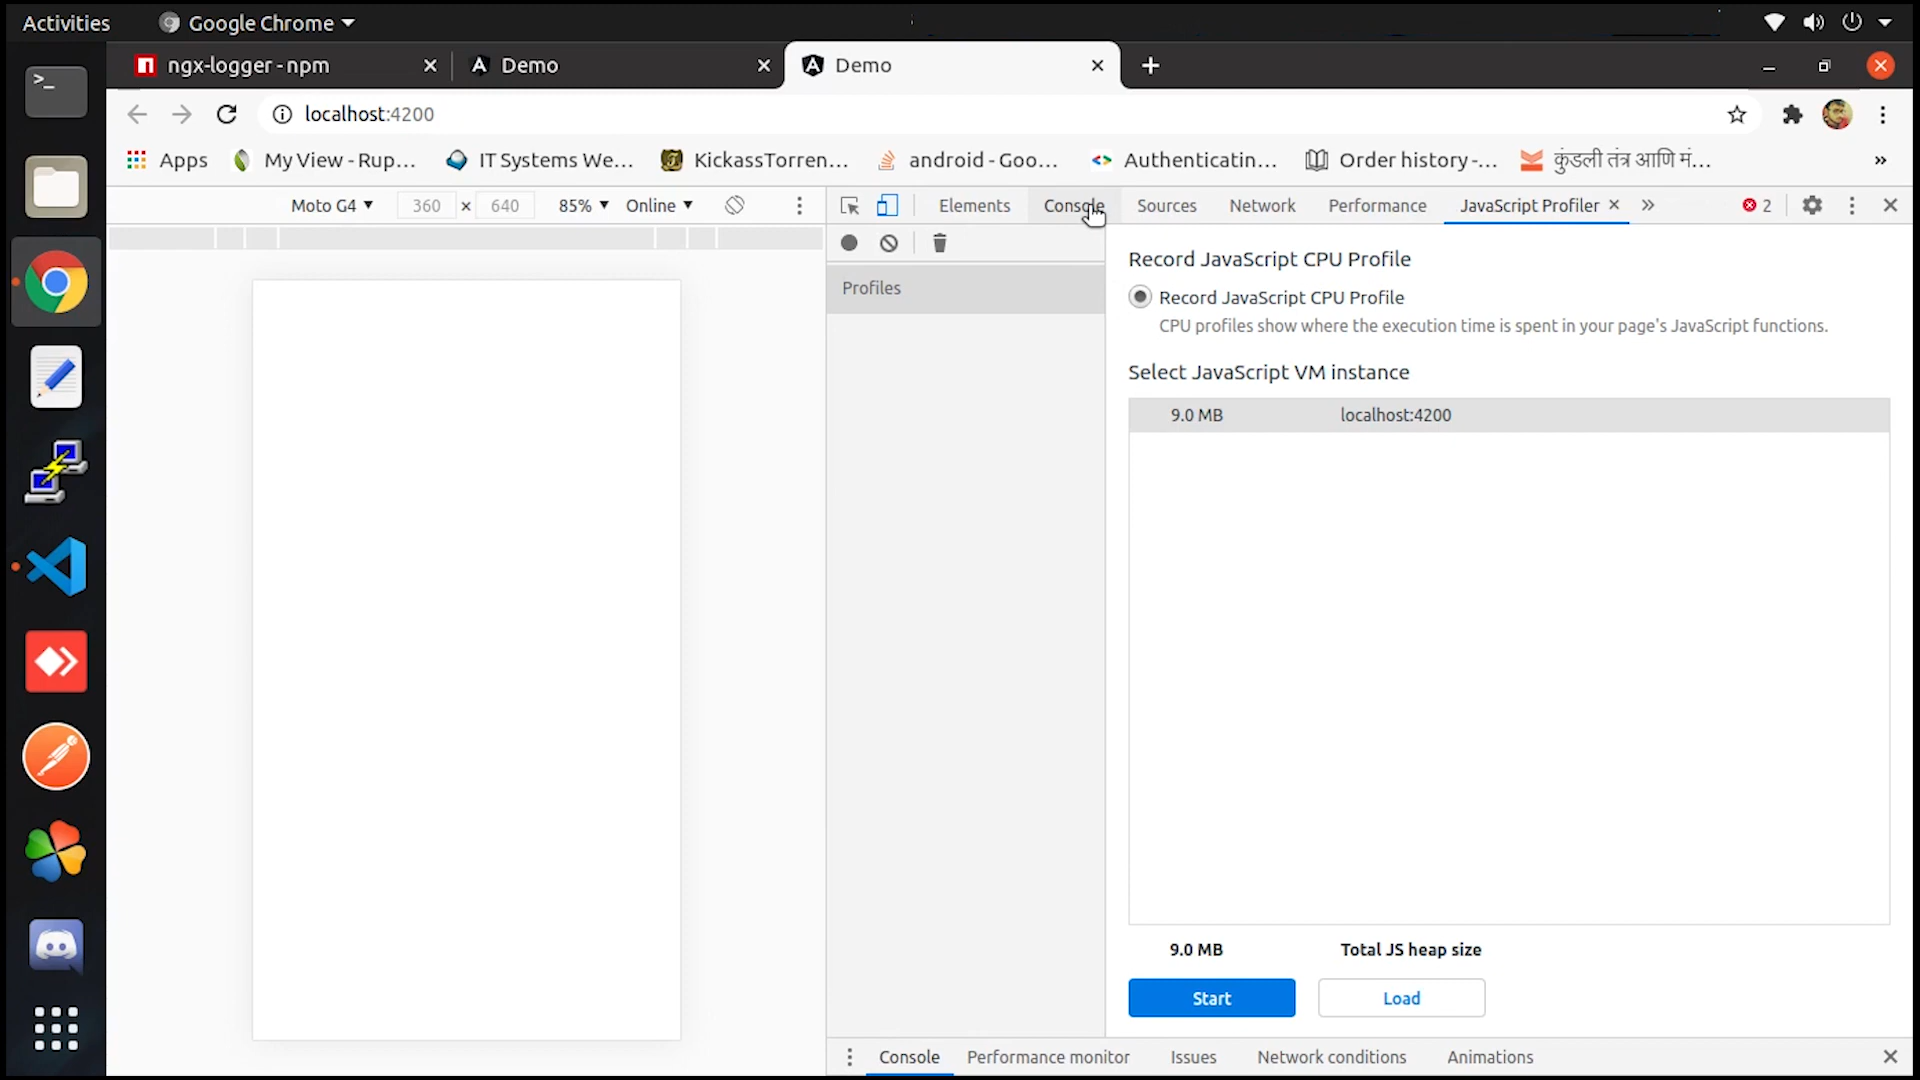 Activities
Google Chrome
ngx-logger - npm
Demo
Demo
localhost:4200
Apps
My View - Rup...
IT Systems We...
KickassTorren...
android - Goo...
Authenticatin...
Order history -...
कुंडली तंत्र आणि मं...
»
Moto G4
360 × 640
85%
Online
Elements
Console
Sources
Network
Performance
JavaScript Profiler
»
2
Profiles
Record JavaScript CPU Profile
Record JavaScript CPU Profile
CPU profiles show where the execution time is spent in your page's JavaScript functions.
Select JavaScript VM instance
9.0 MB localhost:4200
9.0 MB Total JS heap size
Start
Load
Console
Performance monitor
Issues
Network conditions
Animations